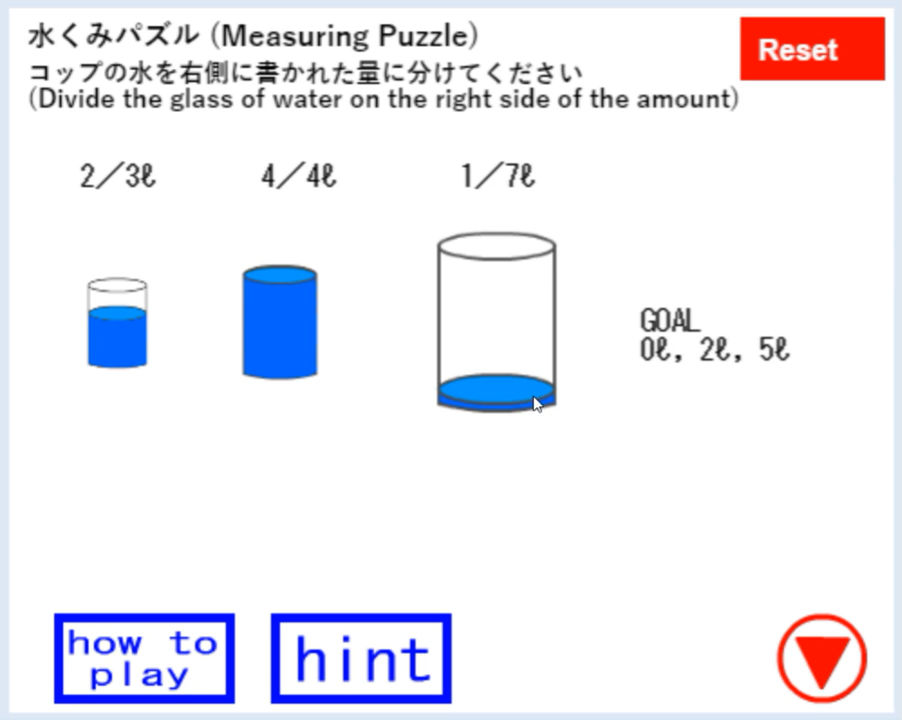 水くみパズル (Measuring Puzzle)
Reset
コップの水を右側に書かれた量に分けてください
(Divide the glass of water on the right side of the amount)
2／3ℓ
4／4ℓ
1／7ℓ
GOAL
0ℓ, 2ℓ, 5ℓ
how to
play
hint